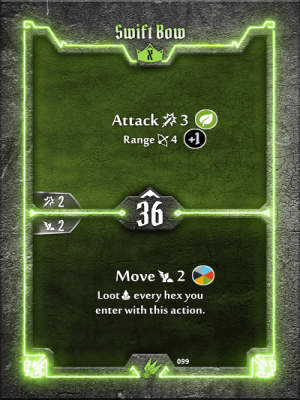 Swift Bow
X
Attack 3
Range 4 +1
2
36
2
Move 2
Loot every hex you
enter with this action.
099